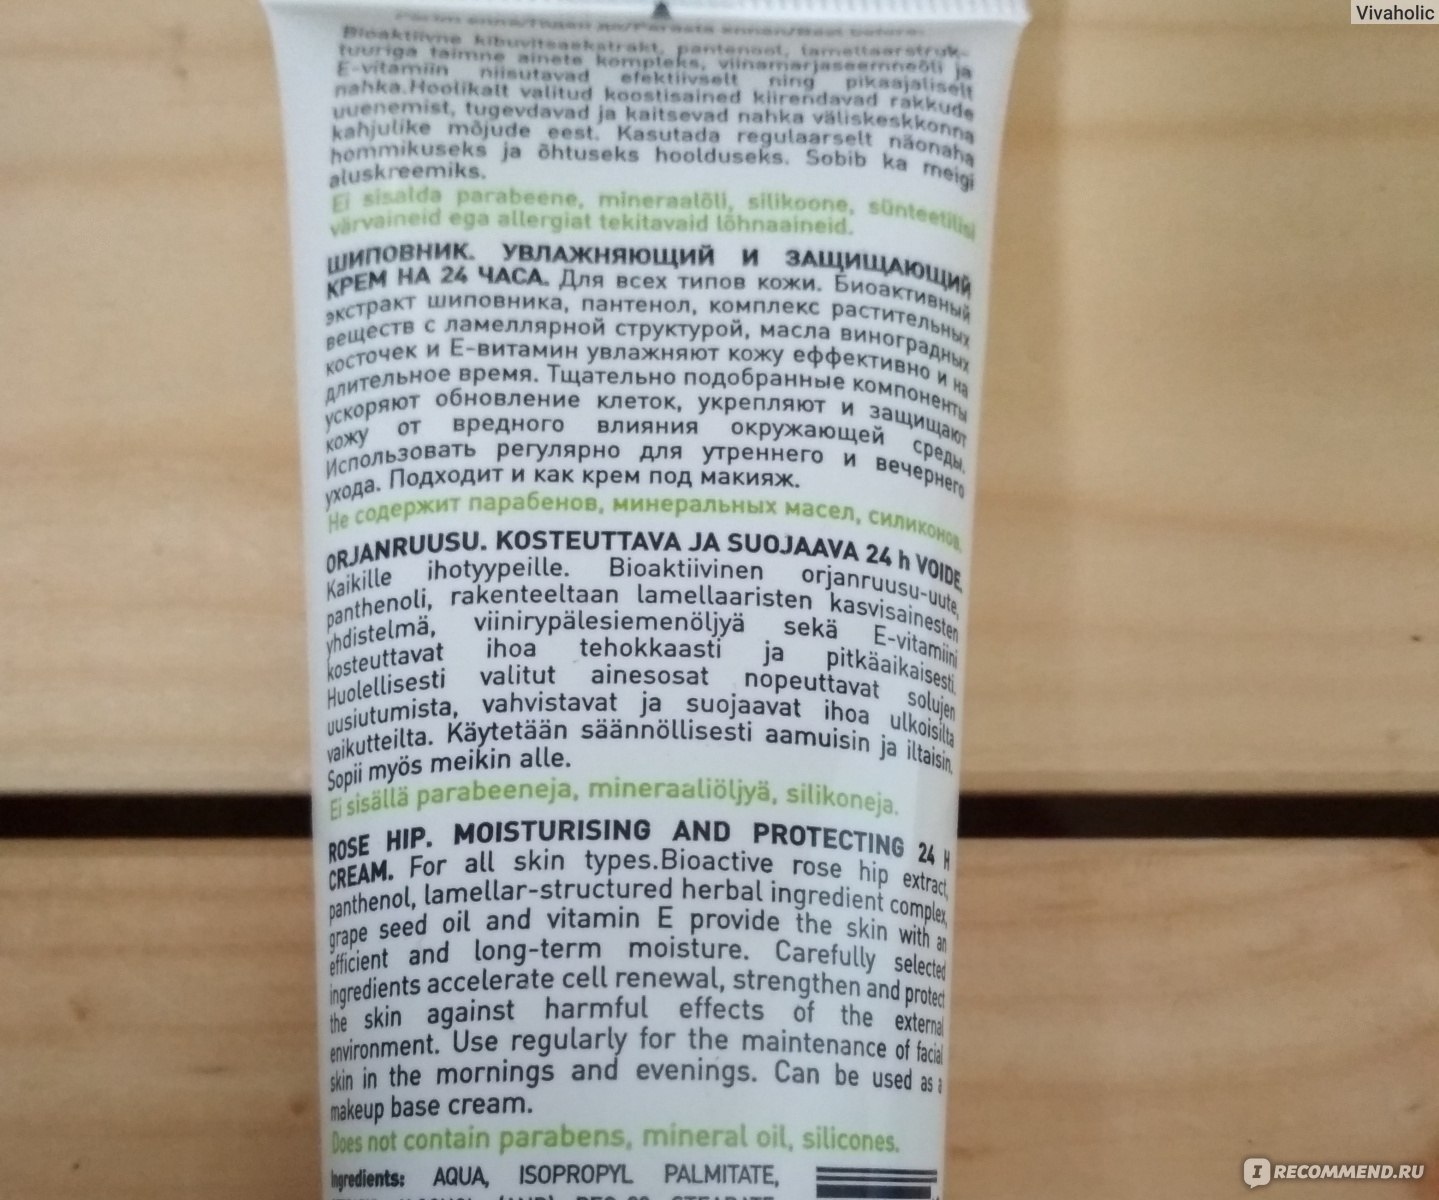 Vivaholic
Bioaktiivne kibuvitsaekstrakt, pantenool, lamellaarstruk-
tuuriga taimne ainete kompleks, viinamarjaseemneõli ja
E-vitamiin niisutavad efektiivselt ning pikaajaliselt
nahka.Hoolikalt valitud koostisained kiirendavad rakkude
uuenemist, tugevdavad ja kaitsevad nahka väliskeskkonna
kahjulike mõjude eest. Kasutada regulaarselt näonaha
hommikuseks ja õhtuseks hoolduseks. Sobib ka meigi
aluskreemiks.
Ei sisalda parabeene, mineraalõli, silikoone, sünteetilisi
värvaineid ega allergiat tekitavaid lõhnaaineid.
ШИПОВНИК. УВЛАЖНЯЮЩИЙ И ЗАЩИЩАЮЩИЙ
КРЕМ НА 24 ЧАСА. Для всех типов кожи. Биоактивный
экстракт шиповника, пантенол, комплекс растительных
веществ с ламеллярной структурой, масла виноградных
косточек и Е-витамин увлажняют кожу еффективно и на
длительное время. Тщательно подобранные компоненты
ускоряют обновление клеток, укрепляют и защищают
кожу от вредного влияния окружающей среды.
Использовать регулярно для утреннего и вечернего
ухода. Подходит и как крем под макияж.
Не содержит парабенов, минеральных масел, силиконов.
ORJANRUUSU. KOSTEUTTAVA JA SUOJAAVA 24 h VOIDE.
Kaikille ihotyypeille. Bioaktiivinen orjanruusu-uute,
panthenoli, rakenteeltaan lamellaaristen kasvisainesten
yhdistelmä, viinirypälesiemenöljyä sekä E-vitamiini
kosteuttavat ihoa tehokkaasti ja pitkäaikaisesti.
Huolellisesti valitut ainesosat nopeuttavat solujen
uusiutumista, vahvistavat ja suojaavat ihoa ulkoisilta
vaikutteilta. Käytetään säännöllisesti aamuisin ja iltaisin.
Sopii myös meikin alle.
Ei sisällä parabeeneja, mineraaliöljyä, silikoneja.
ROSE HIP. MOISTURISING AND PROTECTING 24 H
CREAM. For all skin types.Bioactive rose hip extract,
panthenol, lamellar-structured herbal ingredient complex,
grape seed oil and vitamin E provide the skin with an
efficient and long-term moisture. Carefully selected
ingredients accelerate cell renewal, strengthen and protect
the skin against harmful effects of the external
environment. Use regularly for the maintenance of facial
skin in the mornings and evenings. Can be used as a
makeup base cream.
Does not contain parabens, mineral oil, silicones.
Ingredients: AQUA, ISOPROPYL PALMITATE,
IRECOMMEND.RU